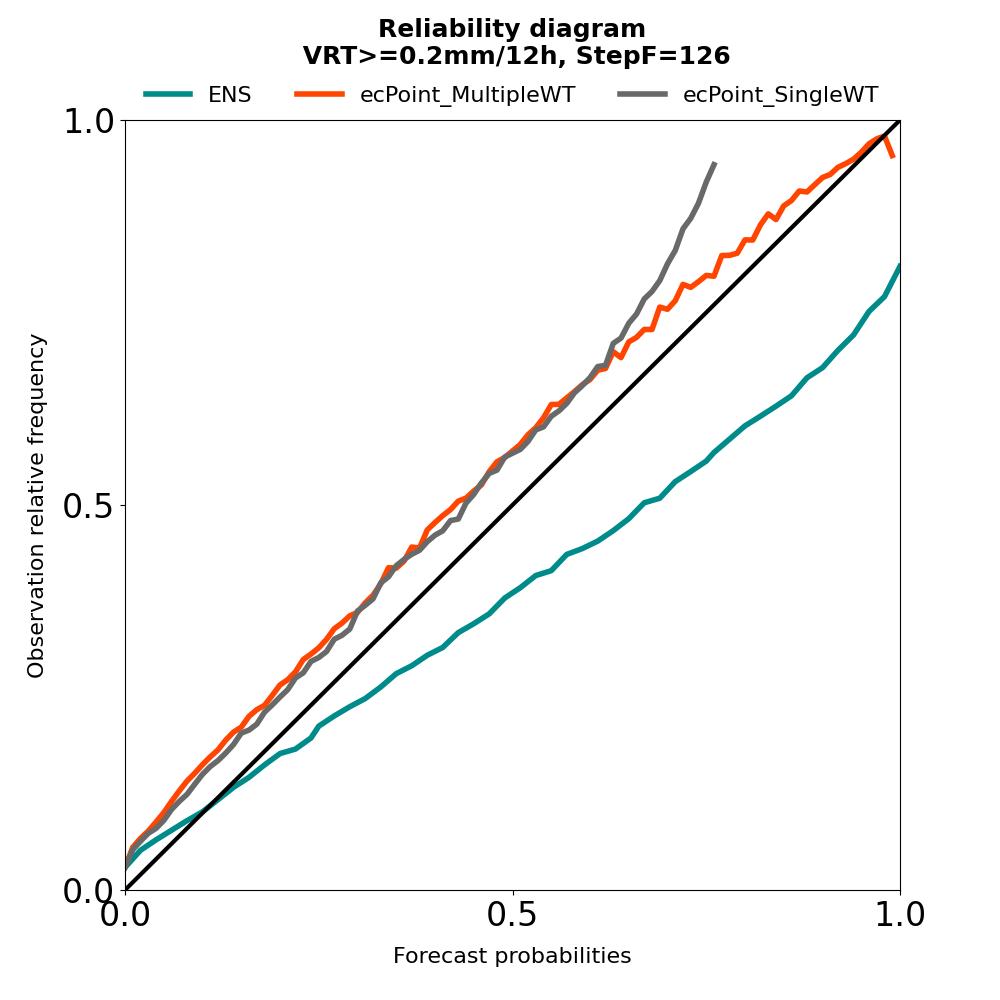 Reliability diagram
VRT>=0.2mm/12h, StepF=126
ENS ecPoint_MultipleWT ecPoint_SingleWT
1.0
0.5
0.0
Observation relative frequency
0.0 0.5 1.0
Forecast probabilities